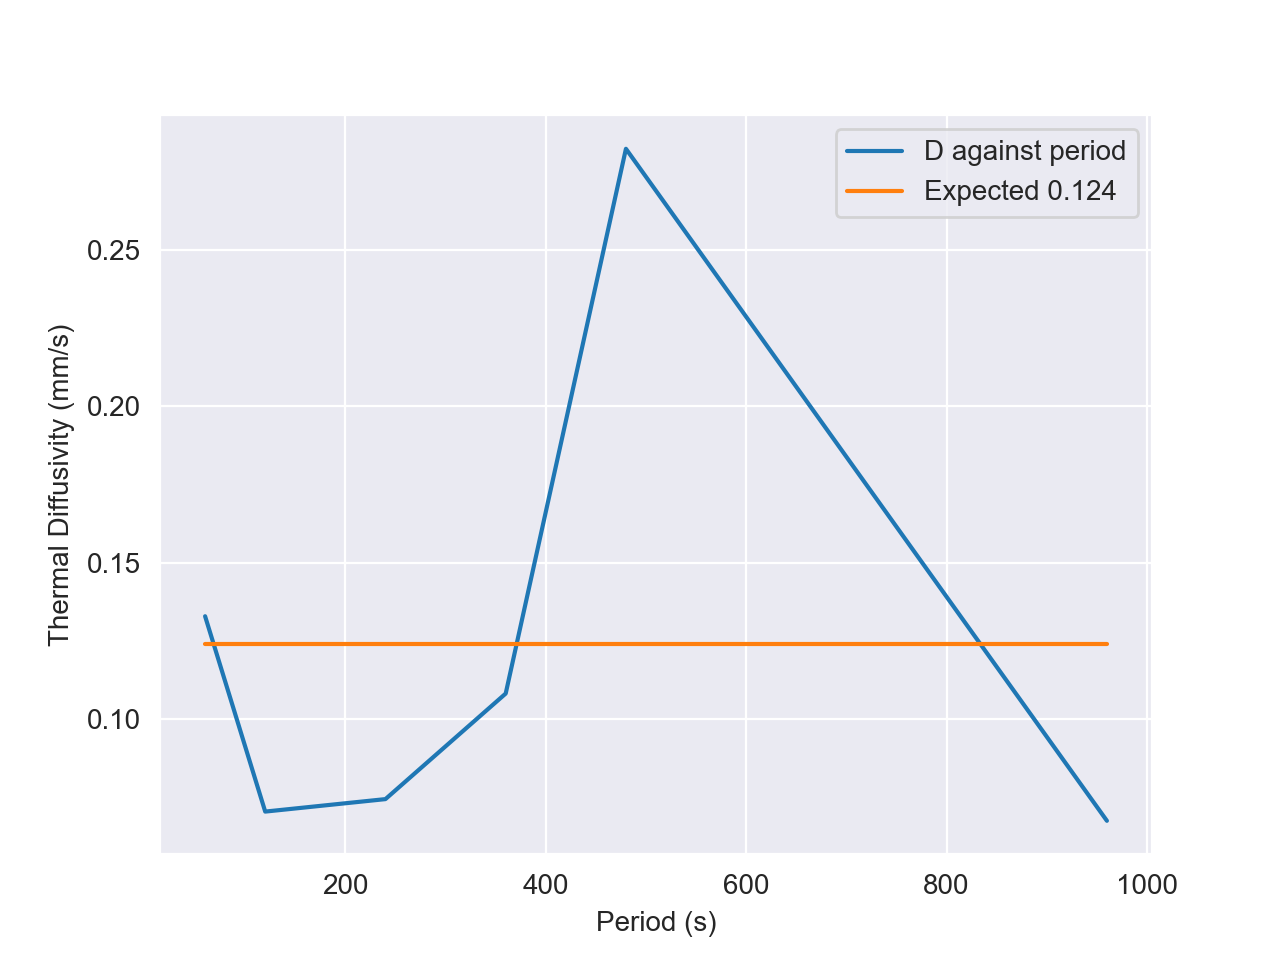 D against period
Expected 0.124
0.25
0.20
0.15
0.10
Thermal Diffusivity (mm/s)
200 400 600 800 1000
Period (s)